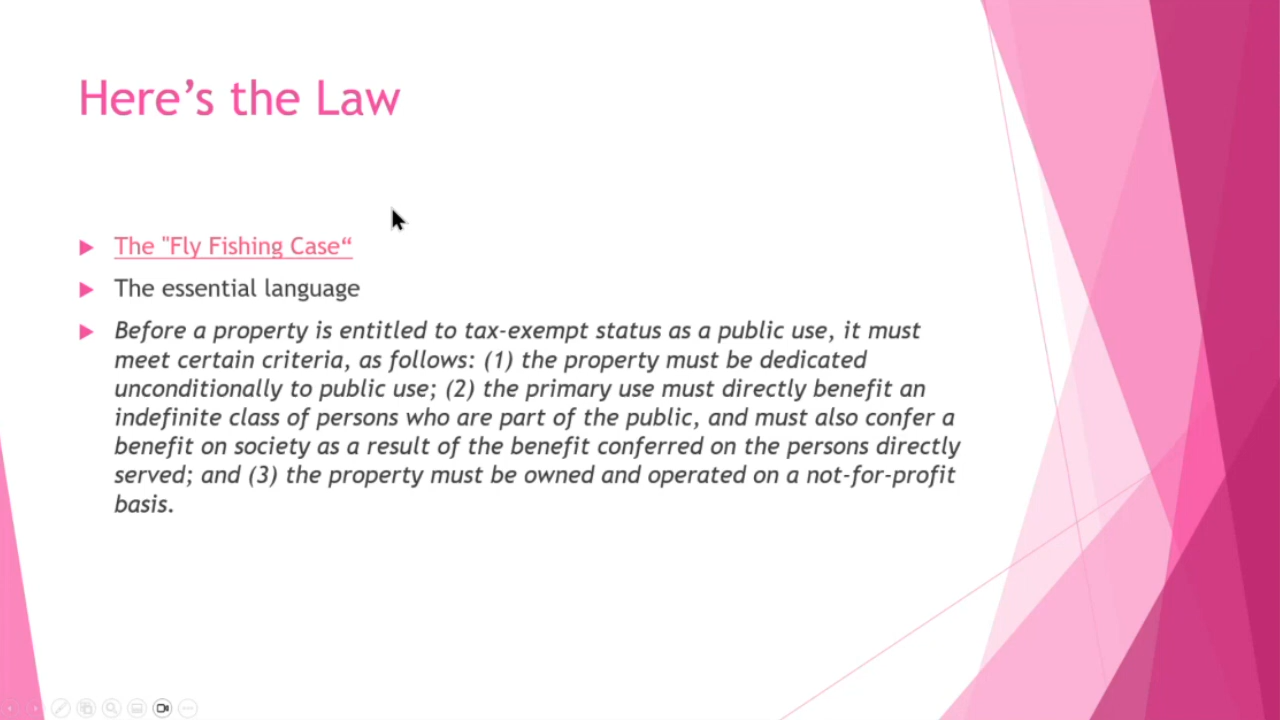 Here’s the Law
The "Fly Fishing Case“
The essential language
Before a property is entitled to tax-exempt status as a public use, it must
meet certain criteria, as follows: (1) the property must be dedicated
unconditionally to public use; (2) the primary use must directly benefit an
indefinite class of persons who are part of the public, and must also confer a
benefit on society as a result of the benefit conferred on the persons directly
served; and (3) the property must be owned and operated on a not-for-profit
basis.